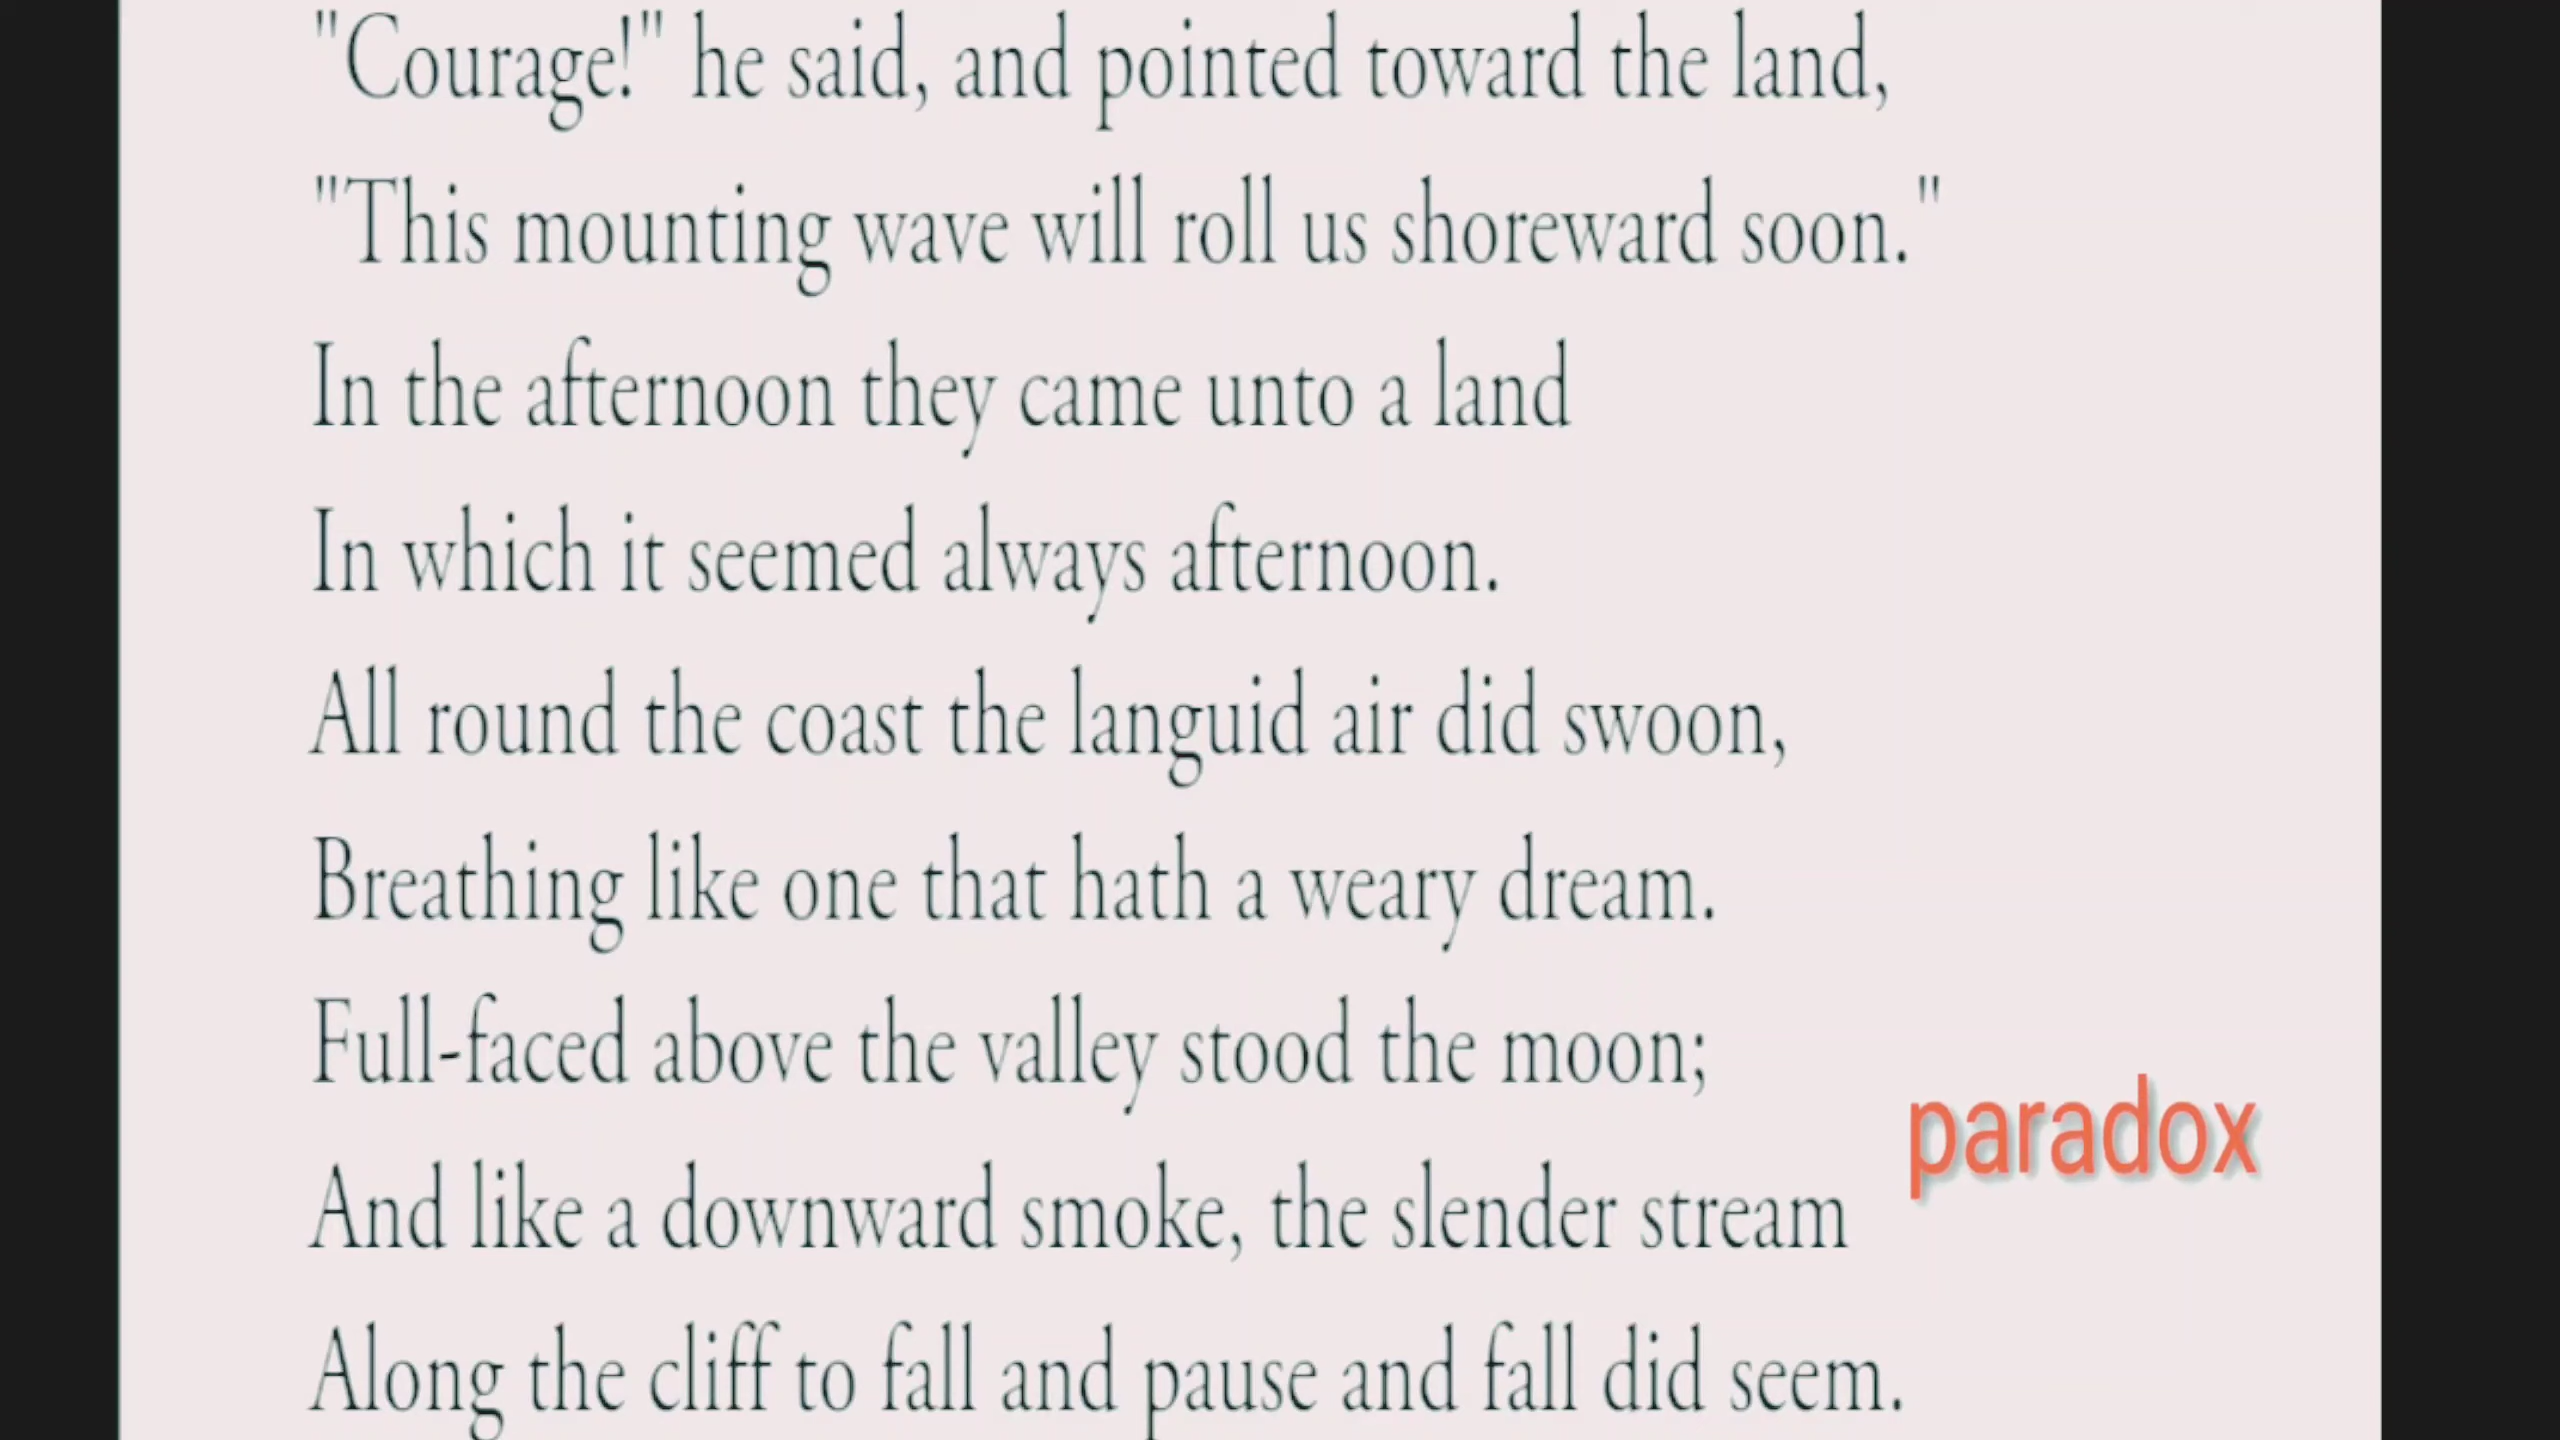 "Courage!" he said, and pointed toward the land,
"This mounting wave will roll us shoreward soon."
In the afternoon they came unto a land
In which it seemed always afternoon.
All round the coast the languid air did swoon,
Breathing like one that hath a weary dream.
Full-faced above the valley stood the moon;
paradox
And like a downward smoke, the slender stream
Along the cliff to fall and pause and fall did seem.